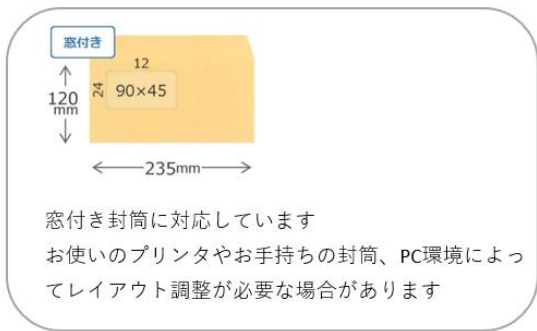 窓付き
12
120
mm
24
90×45
235mm
窓付き封筒に対応しています
お使いのプリンタやお手持ちの封筒、PC環境によっ
てレイアウト調整が必要な場合があります